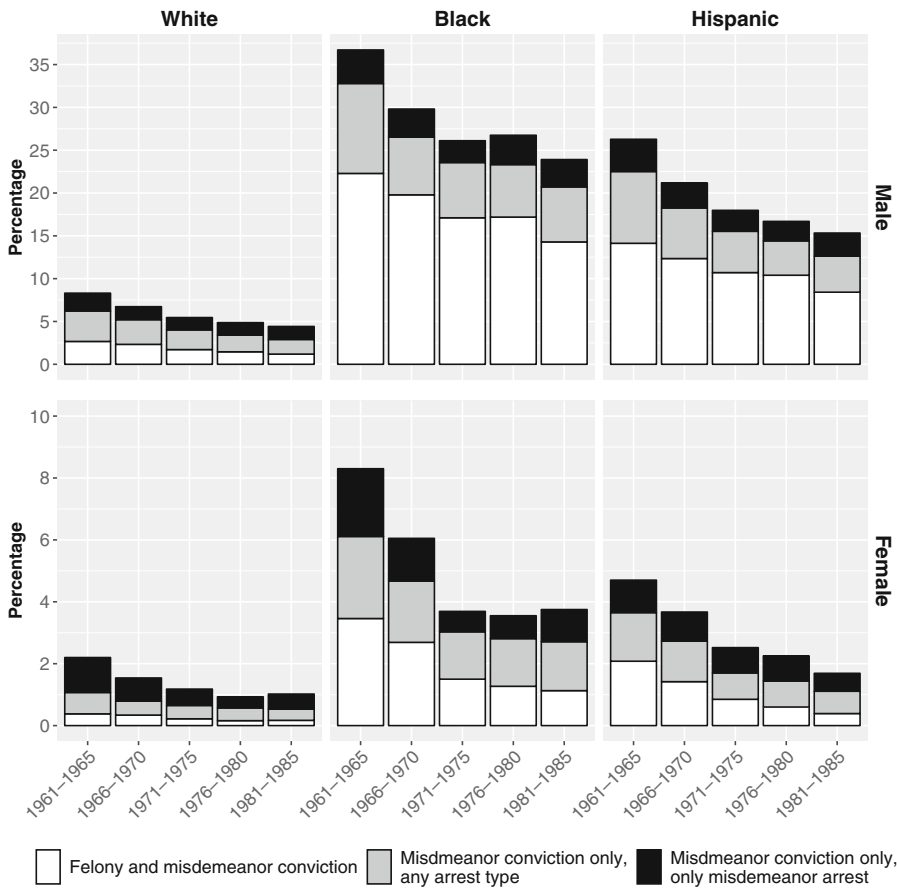 White
Black
Hispanic
35
30
25
20
15
10
5
0
Percentage
Male
10
8
6
4
2
0
Percentage
Female
1961–1965
1966–1970
1971–1975
1976–1980
1981–1985
1961–1965
1966–1970
1971–1975
1976–1980
1981–1985
1961–1965
1966–1970
1971–1975
1976–1980
1981–1985
Felony and misdemeanor conviction
Misdmeanor conviction only,
any arrest type
Misdmeanor conviction only,
only misdemeanor arrest